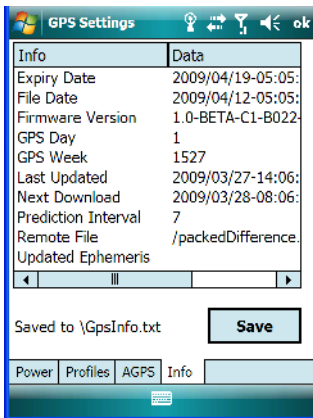 GPS Settings ok
Info Data
Expiry Date 2009/04/19-05:05:
File Date 2009/04/12-05:05:
Firmware Version 1.0-BETA-C1-B022-
GPS Day 1
GPS Week 1527
Last Updated 2009/03/27-14:06:
Next Download 2009/03/28-08:06:
Prediction Interval 7
Remote File /packedDifference.
Updated Ephemeris
Saved to \GpsInfo.txt Save
Power Profiles AGPS Info